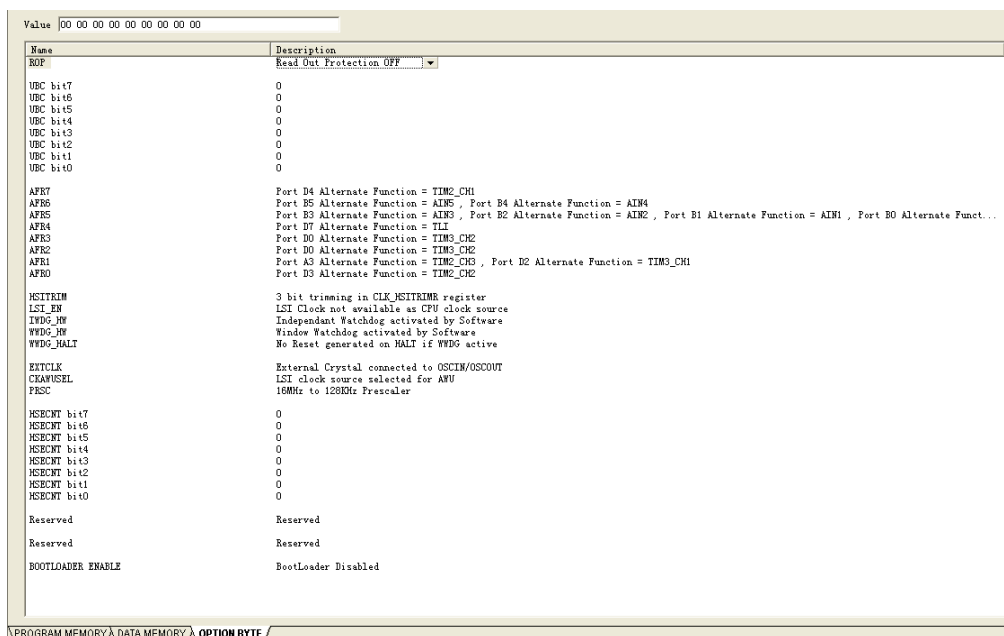 Value 00 00 00 00 00 00 00 00 00
Name Description
ROP Read Out Protection OFF
UBC bit7 0
UBC bit6 0
UBC bit5 0
UBC bit4 0
UBC bit3 0
UBC bit2 0
UBC bit1 0
UBC bit0 0
AFR7 Port D4 Alternate Function = TIM2_CH1
AFR6 Port B5 Alternate Function = AIN5 , Port B4 Alternate Function = AIN4
AFR5 Port B3 Alternate Function = AIN3 , Port B2 Alternate Function = AIN2 , Port B1 Alternate Function = AIN1 , Port B0 Alternate Funct...
AFR4 Port D7 Alternate Function = TLI
AFR3 Port D0 Alternate Function = TIM3_CH2
AFR2 Port D0 Alternate Function = TIM3_CH2
AFR1 Port A3 Alternate Function = TIM2_CH3 , Port D2 Alternate Function = TIM3_CH1
AFR0 Port D3 Alternate Function = TIM2_CH2
HSITRIM 3 bit trimming in CLK_HSITRIMR register
LSI_EN LSI Clock not available as CPU clock source
IWDG_HW Independant Watchdog activated by Software
WWDG_HW Window Watchdog activated by Software
WWDG_HALT No Reset generated on HALT if WWDG active
EXTCLK External Crystal connected to OSCIN/OSCOUT
CKAWUSEL LSI clock source selected for AWU
PRSC 16MHz to 128KHz Prescaler
HSECNT bit7 0
HSECNT bit6 0
HSECNT bit5 0
HSECNT bit4 0
HSECNT bit3 0
HSECNT bit2 0
HSECNT bit1 0
HSECNT bit0 0
Reserved Reserved
Reserved Reserved
BOOTLOADER ENABLE BootLoader Disabled
PROGRAM MEMORY DATA MEMORY OPTION BYTE